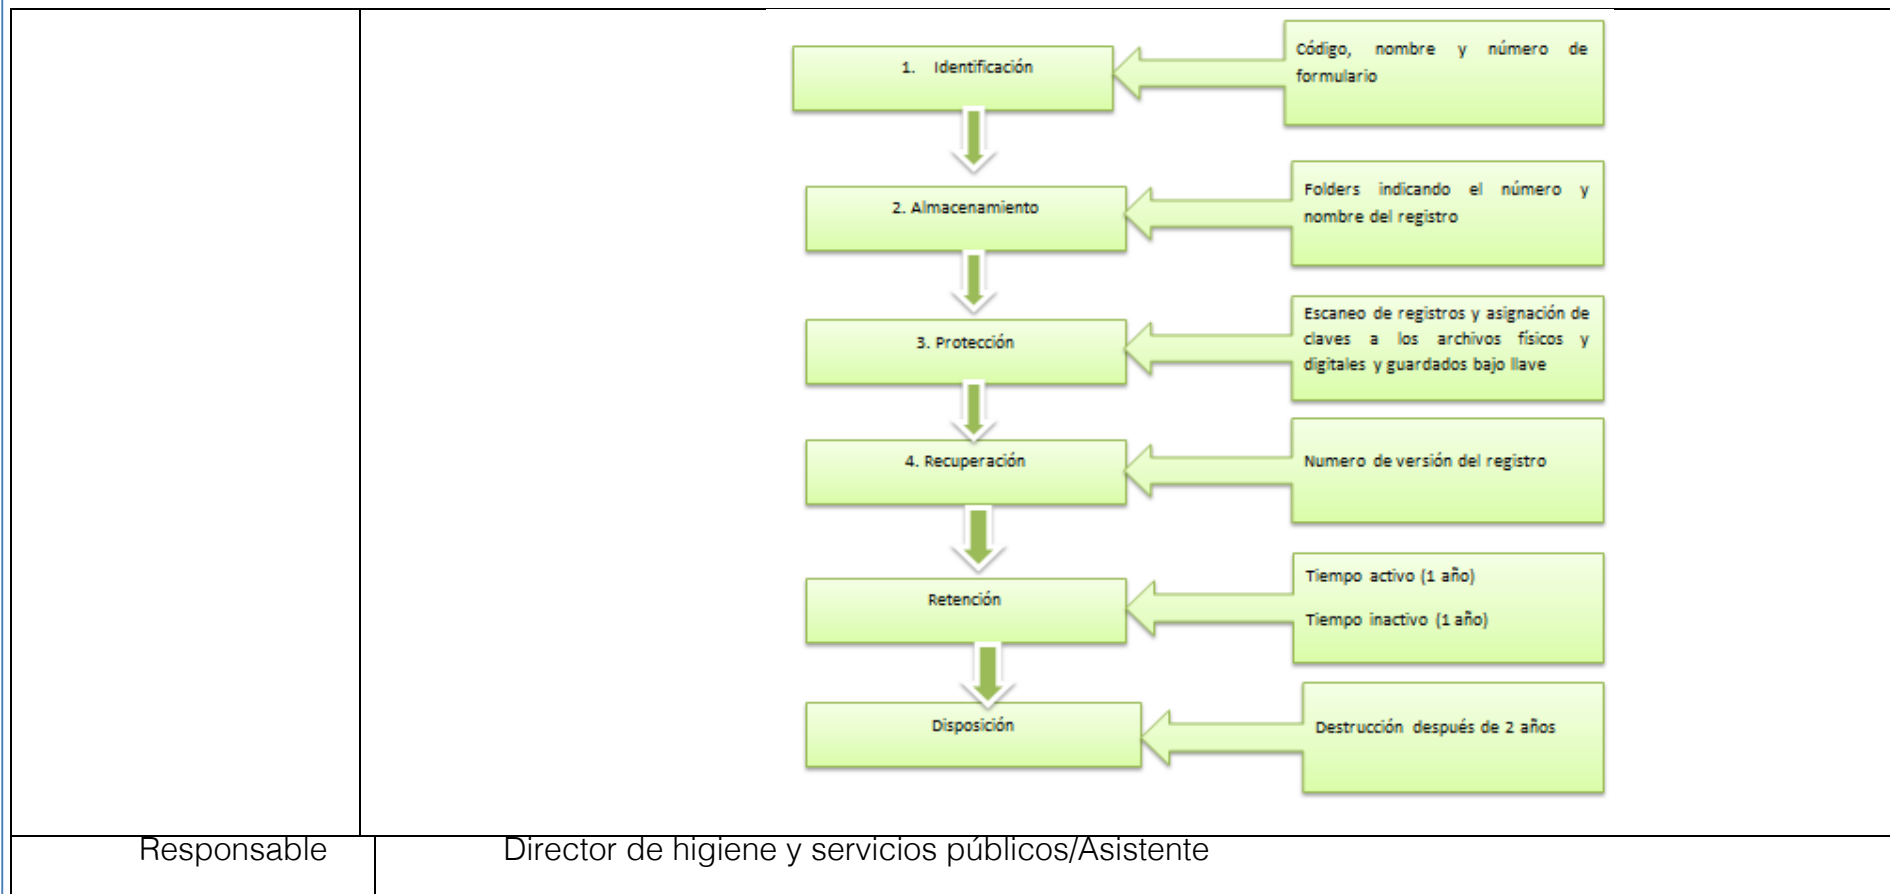 1. Identificación
Código, nombre y número de
formulario
2. Almacenamiento
Folders indicando el número y
nombre del registro
3. Protección
Escaneo de registros y asignación de
claves a los archivos físicos y
digitales y guardados bajo llave
4. Recuperación
Numero de versión del registro
Retención
Tiempo activo (1 año)
Tiempo inactivo (1 año)
Disposición
Destrucción después de 2 años
Responsable
Director de higiene y servicios públicos/Asistente